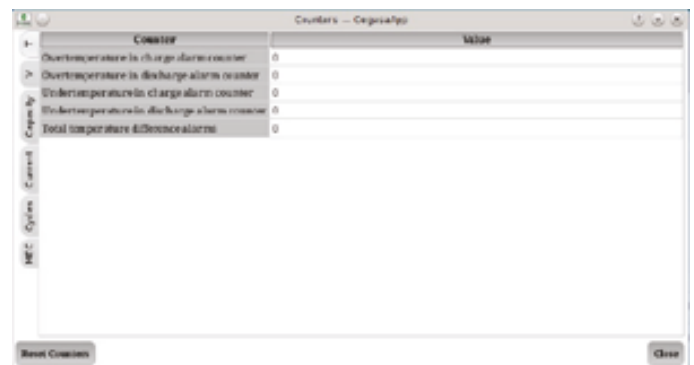 Counters — CegasaApp
Counter Value
Overtemperature in charge alarm counter 0
Overtemperature in discharge alarm counter 0
Undertemperature in charge alarm counter 0
Undertemperature in discharge alarm counter 0
Total temperature difference alarms 0
T
V
Capacity
Current
Cycles
Reset Counters
Close